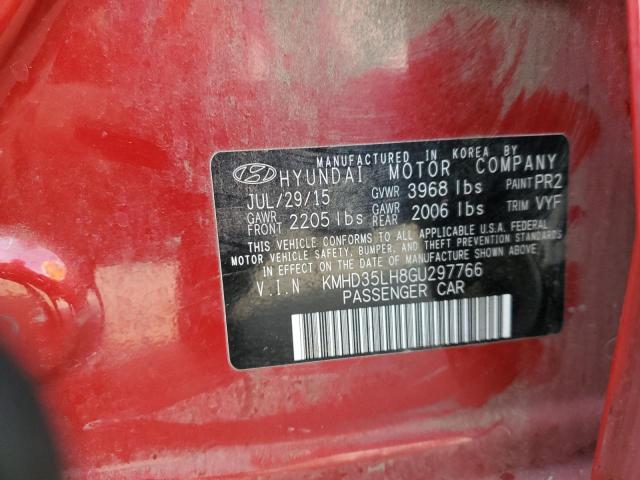 MANUFACTURED IN KOREA BY
HYUNDAI MOTOR COMPANY
JUL/29/15 GVWR 3968 lbs PAINT PR2
GAWR FRONT 2205 lbs GAWR REAR 2006 lbs TRIM VYF
THIS VEHICLE CONFORMS TO ALL APPLICABLE U.S.A. FEDERAL
MOTOR VEHICLE SAFETY, BUMPER, AND THEFT PREVENTION STANDARDS
IN EFFECT ON THE DATE OF MANUFACTURE SHOWN ABOVE.
V.I.N KMHD35LH8GU297766
PASSENGER CAR